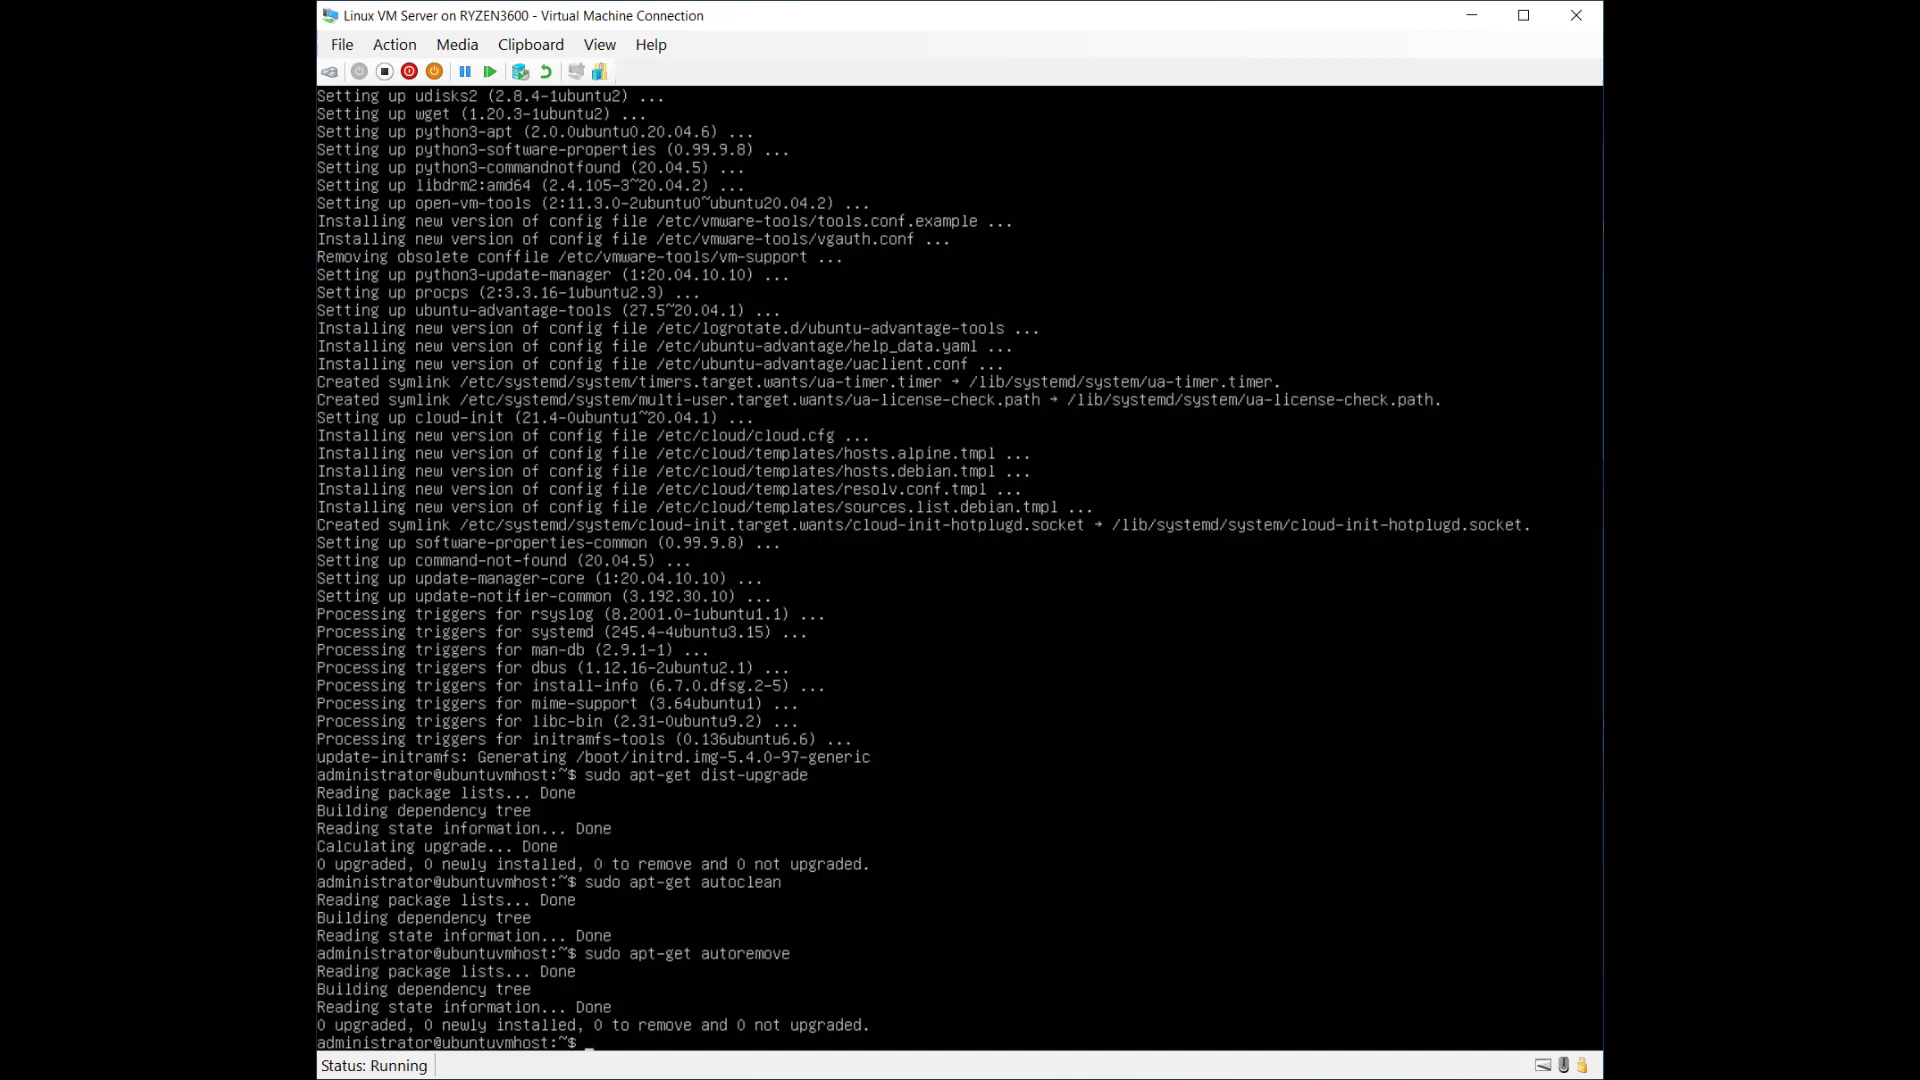 Linux VM Server on RYZEN3600 - Virtual Machine Connection
File Action Media Clipboard View Help
Setting up udisks2 (2.8.4-1ubuntu2) ...
Setting up wget (1.20.3-1ubuntu2) ...
Setting up python3-apt (2.0.0ubuntu0.20.04.6) ...
Setting up python3-software-properties (0.99.9.8) ...
Setting up python3-commandnotfound (20.04.5) ...
Setting up libdrm2:amd64 (2.4.105-3~20.04.2) ...
Setting up open-vm-tools (2:11.3.0-2ubuntu0~ubuntu20.04.2) ...
Installing new version of config file /etc/vmware-tools/tools.conf.example ...
Installing new version of config file /etc/vmware-tools/vgauth.conf ...
Removing obsolete conffile /etc/vmware-tools/vm-support ...
Setting up python3-update-manager (1:20.04.10.10) ...
Setting up procps (2:3.3.16-1ubuntu2.3) ...
Setting up ubuntu-advantage-tools (27.5~20.04.1) ...
Installing new version of config file /etc/logrotate.d/ubuntu-advantage-tools ...
Installing new version of config file /etc/ubuntu-advantage/help_data.yaml ...
Installing new version of config file /etc/ubuntu-advantage/uaclient.conf ...
Created symlink /etc/systemd/system/timers.target.wants/ua-timer.timer → /lib/systemd/system/ua-timer.timer.
Created symlink /etc/systemd/system/multi-user.target.wants/ua-license-check.path → /lib/systemd/system/ua-license-check.path.
Setting up cloud-init (21.4-0ubuntu1~20.04.1) ...
Installing new version of config file /etc/cloud/cloud.cfg ...
Installing new version of config file /etc/cloud/templates/hosts.alpine.tmpl ...
Installing new version of config file /etc/cloud/templates/hosts.debian.tmpl ...
Installing new version of config file /etc/cloud/templates/resolv.conf.tmpl ...
Installing new version of config file /etc/cloud/templates/sources.list.debian.tmpl ...
Created symlink /etc/systemd/system/cloud-init.target.wants/cloud-init-hotplugd.socket → /lib/systemd/system/cloud-init-hotplugd.socket.
Setting up software-properties-common (0.99.9.8) ...
Setting up command-not-found (20.04.5) ...
Setting up update-manager-core (1:20.04.10.10) ...
Setting up update-notifier-common (3.192.30.10) ...
Processing triggers for rsyslog (8.2001.0-1ubuntu1.1) ...
Processing triggers for systemd (245.4-4ubuntu3.15) ...
Processing triggers for man-db (2.9.1-1) ...
Processing triggers for dbus (1.12.16-2ubuntu2.1) ...
Processing triggers for install-info (6.7.0.dfsg.2-5) ...
Processing triggers for mime-support (3.64ubuntu1) ...
Processing triggers for libc-bin (2.31-0ubuntu9.2) ...
Processing triggers for initramfs-tools (0.136ubuntu6.6) ...
update-initramfs: Generating /boot/initrd.img-5.4.0-97-generic
administrator@ubuntuvmhost:~$ sudo apt-get dist-upgrade
Reading package lists... Done
Building dependency tree
Reading state information... Done
Calculating upgrade... Done
0 upgraded, 0 newly installed, 0 to remove and 0 not upgraded.
administrator@ubuntuvmhost:~$ sudo apt-get autoclean
Reading package lists... Done
Building dependency tree
Reading state information... Done
administrator@ubuntuvmhost:~$ sudo apt-get autoremove
Reading package lists... Done
Building dependency tree
Reading state information... Done
0 upgraded, 0 newly installed, 0 to remove and 0 not upgraded.
administrator@ubuntuvmhost:~$ _
Status: Running